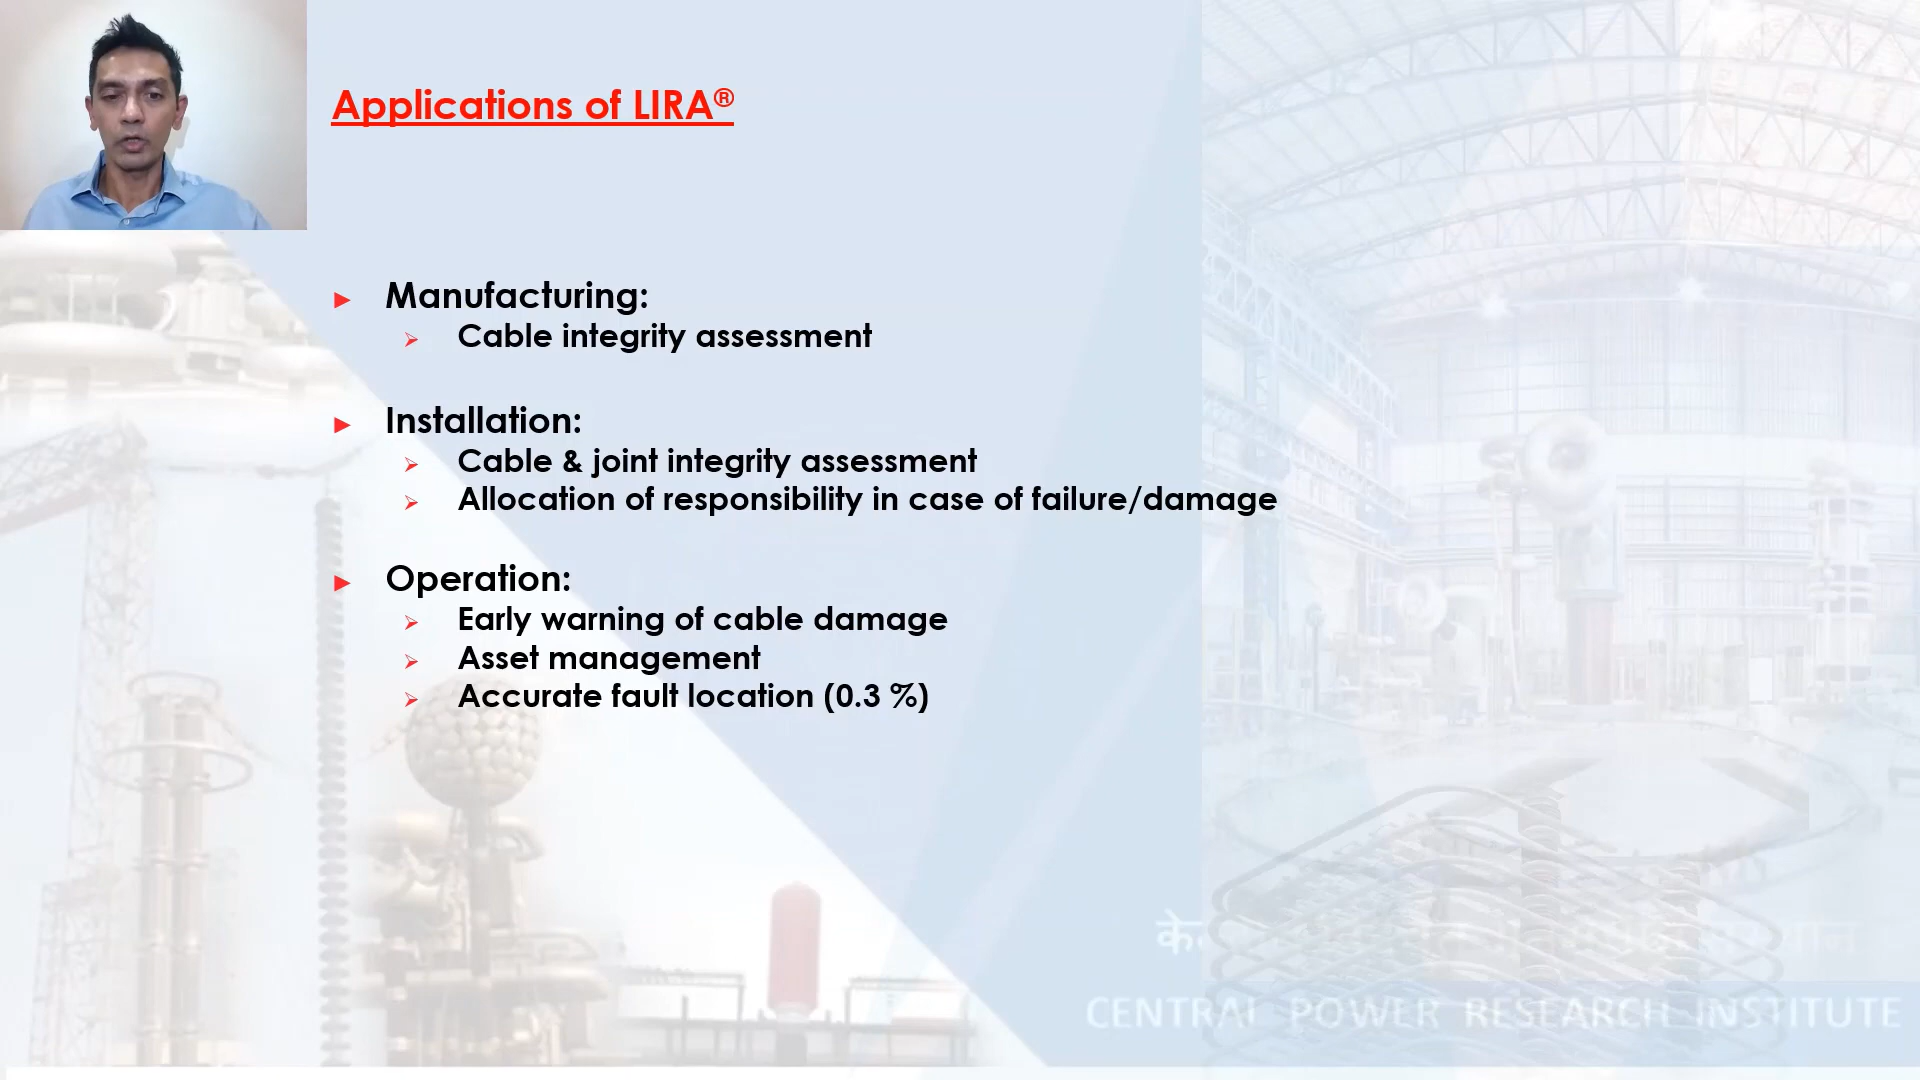 Applications of LIRA®
► Manufacturing:
➢ Cable integrity assessment
► Installation:
➢ Cable & joint integrity assessment
➢ Allocation of responsibility in case of failure/damage
► Operation:
➢ Early warning of cable damage
➢ Asset management
➢ Accurate fault location (0.3 %)
CENTRAL POWER RESEARCH INSTITUTE